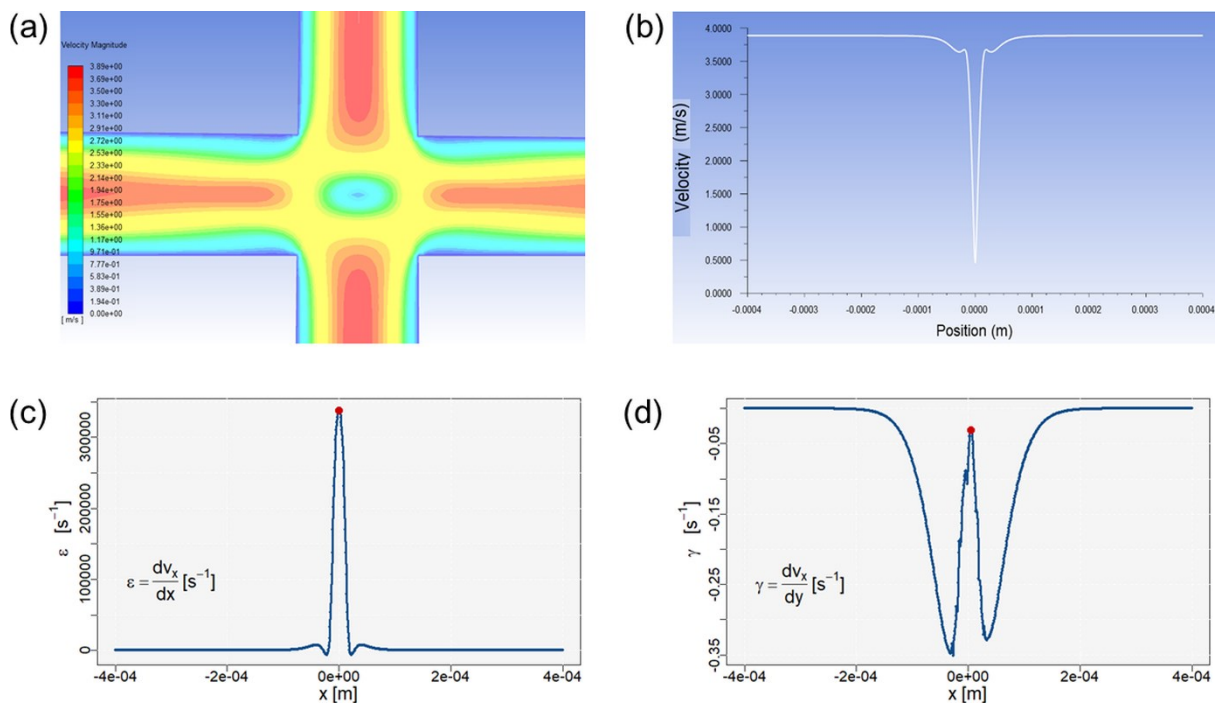 (a)
Velocity Magnitude
3.89e+00
3.69e+00
3.50e+00
3.30e+00
3.11e+00
2.91e+00
2.72e+00
2.53e+00
2.33e+00
2.14e+00
1.94e+00
1.75e+00
1.55e+00
1.36e+00
1.17e+00
9.71e-01
7.77e-01
5.83e-01
3.89e-01
1.94e-01
0.00e+00
[ m/s ]
(b)
4.0000
3.5000
3.0000
2.5000
2.0000
1.5000
1.0000
0.5000
0.0000
Velocity (m/s)
-0.0004 -0.0003 -0.0002 -0.0001 0.0000 0.0001 0.0002 0.0003 0.0004
Position (m)
(c)
300000
200000
100000
0
ε [s⁻¹]
ε = dvₓ/dx [s⁻¹]
-4e-04 -2e-04 0e+00 2e-04 4e-04
x [m]
(d)
-0.05
-0.15
-0.25
-0.35
γ [s⁻¹]
γ = dvₓ/dy [s⁻¹]
-4e-04 -2e-04 0e+00 2e-04 4e-04
x [m]